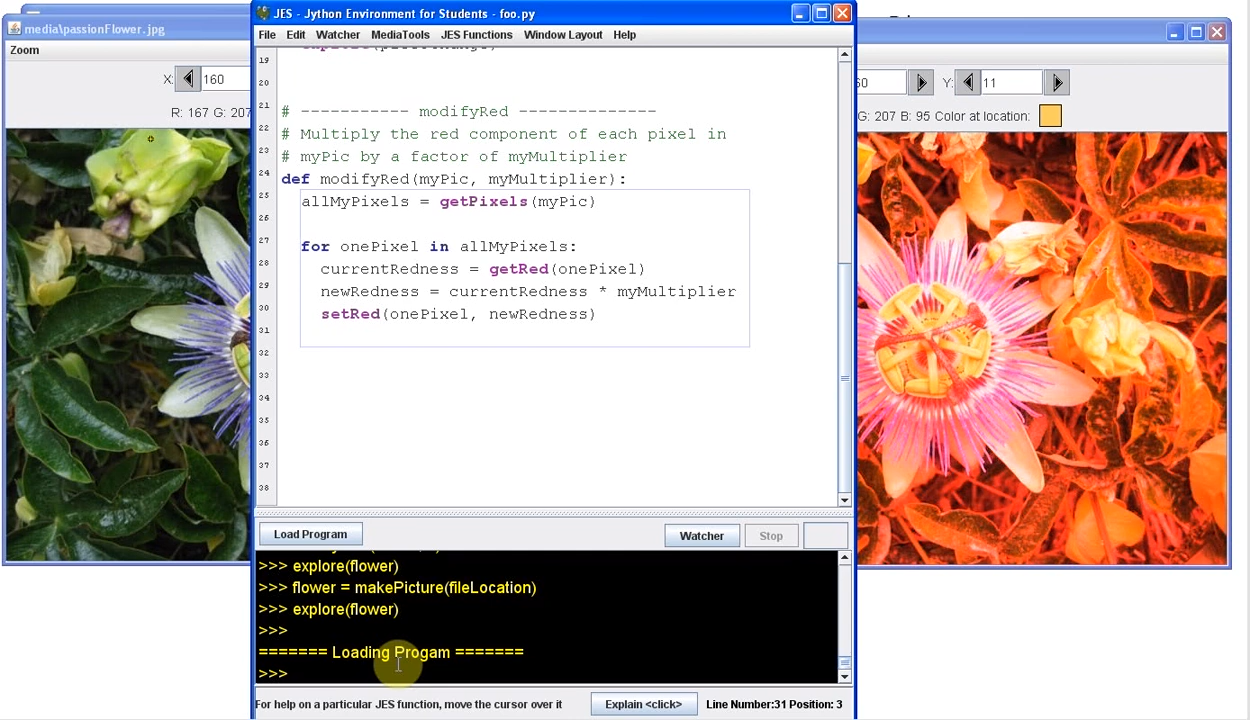 media\passionFlower.jpg
Zoom
X: 160
R: 167 G: 207
JES - Jython Environment for Students - foo.py
File Edit Watcher MediaTools JES Functions Window Layout Help
19
20
21 # ----------- modifyRed --------------
22 # Multiply the red component of each pixel in
23 # myPic by a factor of myMultiplier
24 def modifyRed(myPic, myMultiplier):
25 allMyPixels = getPixels(myPic)
26
27 for onePixel in allMyPixels:
28 currentRedness = getRed(onePixel)
29 newRedness = currentRedness * myMultiplier
30 setRed(onePixel, newRedness)
31
32
33
34
35
36
37
38
Load Program Watcher Stop
>>> explore(flower)
>>> flower = makePicture(fileLocation)
>>> explore(flower)
>>>
======= Loading Progam =======
>>>
For help on a particular JES function, move the cursor over it Explain <click> Line Number:31 Position: 3
60 Y: 11
G: 207 B: 95 Color at location: